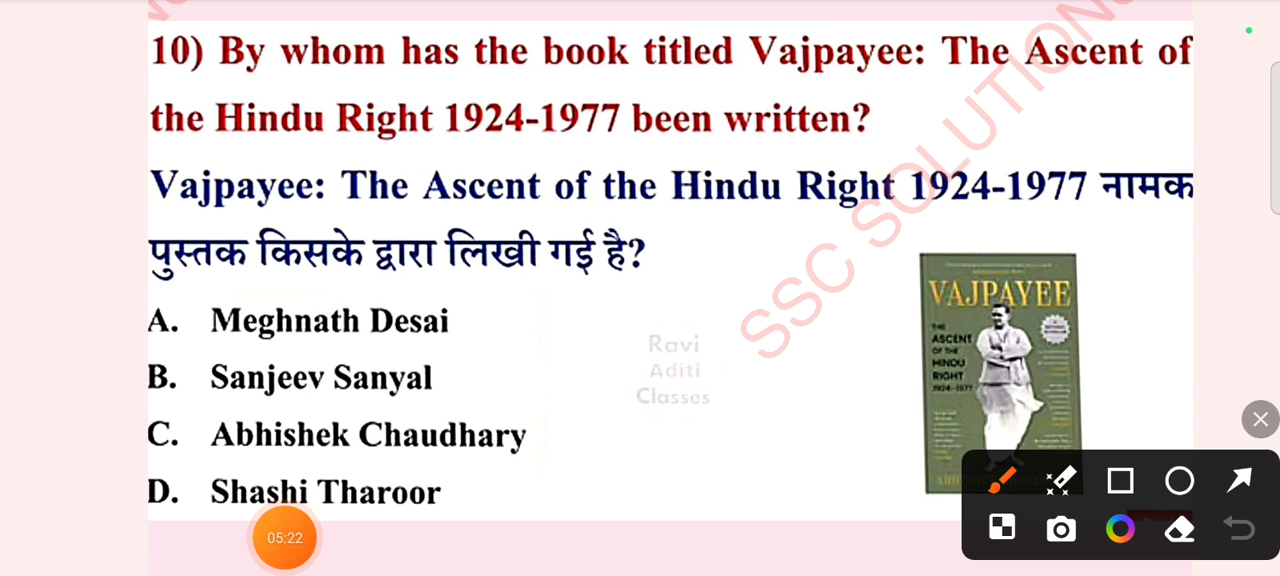 10) By whom has the book titled Vajpayee: The Ascent of
the Hindu Right 1924-1977 been written?
Vajpayee: The Ascent of the Hindu Right 1924-1977 नामक
पुस्तक किसके द्वारा लिखी गई है?
A. Meghnath Desai
B. Sanjeev Sanyal
C. Abhishek Chaudhary
D. Shashi Tharoor
Ravi
Aditi
Classes
SSC SOLUTION
VAJPAYEE
THE
ASCENT
OF THE
HINDU
RIGHT
1924-1977
05:22